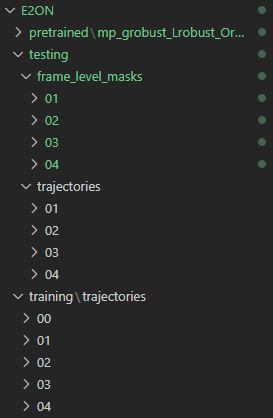 E2ON
pretrained\mp_grobust_Lrobust_Or...
testing
frame_level_masks
01
02
03
04
trajectories
01
02
03
04
training\trajectories
00
01
02
03
04